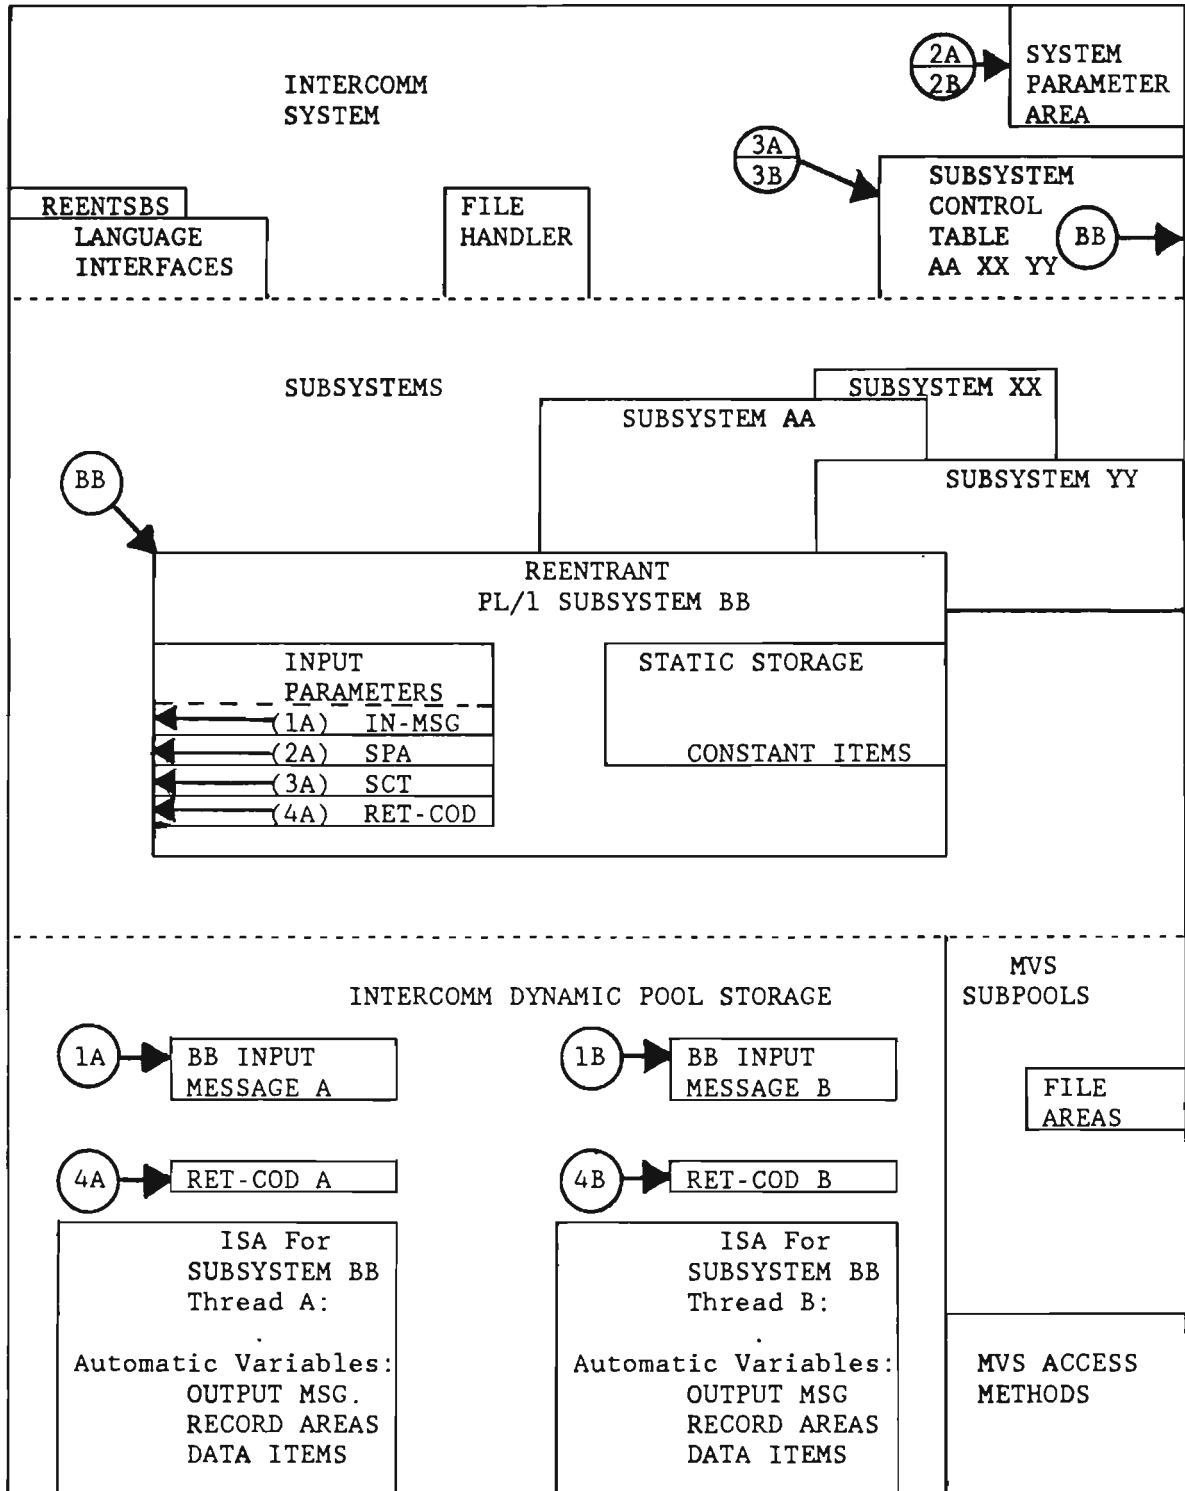 INTERCOMM
SYSTEM
2A
2B
SYSTEM
PARAMETER
AREA
3A
3B
SUBSYSTEM
CONTROL
TABLE
AA XX YY
BB
REENTSBS
LANGUAGE
INTERFACES
FILE
HANDLER
SUBSYSTEMS
SUBSYSTEM XX
SUBSYSTEM AA
SUBSYSTEM YY
BB
REENTRANT
PL/1 SUBSYSTEM BB
INPUT
PARAMETERS
(1A) IN-MSG
(2A) SPA
(3A) SCT
(4A) RET-COD
STATIC STORAGE
CONSTANT ITEMS
INTERCOMM DYNAMIC POOL STORAGE
MVS
SUBPOOLS
1A
BB INPUT
MESSAGE A
1B
BB INPUT
MESSAGE B
FILE
AREAS
4A
RET-COD A
4B
RET-COD B
ISA For
SUBSYSTEM BB
Thread A:
.
Automatic Variables:
OUTPUT MSG.
RECORD AREAS
DATA ITEMS
ISA For
SUBSYSTEM BB
Thread B:
.
Automatic Variables:
OUTPUT MSG
RECORD AREAS
DATA ITEMS
MVS ACCESS
METHODS